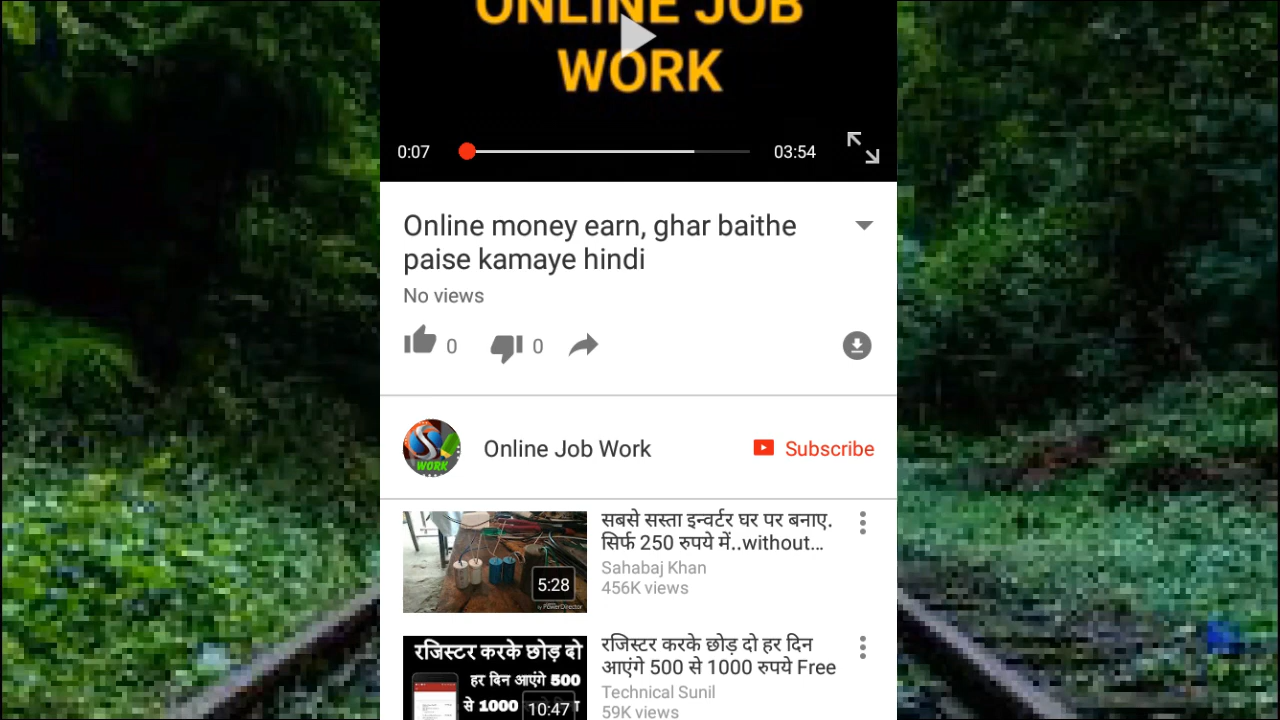 ONLINE JOB
WORK
0:07
03:54
Online money earn, ghar baithe
paise kamaye hindi
No views
0
0
WORK
Online Job Work
Subscribe
5:28
by PowerDirector
सबसे सस्ता इन्वर्टर घर पर बनाए.
सिर्फ 250 रुपये में..without...
Sahabaj Khan
456K views
रजिस्टर करके छोड़ दो
हर दिन आएंगे 500
से 1000
10:47
रजिस्टर करके छोड़ दो हर दिन
आएंगे 500 से 1000 रुपये Free
Technical Sunil
59K views